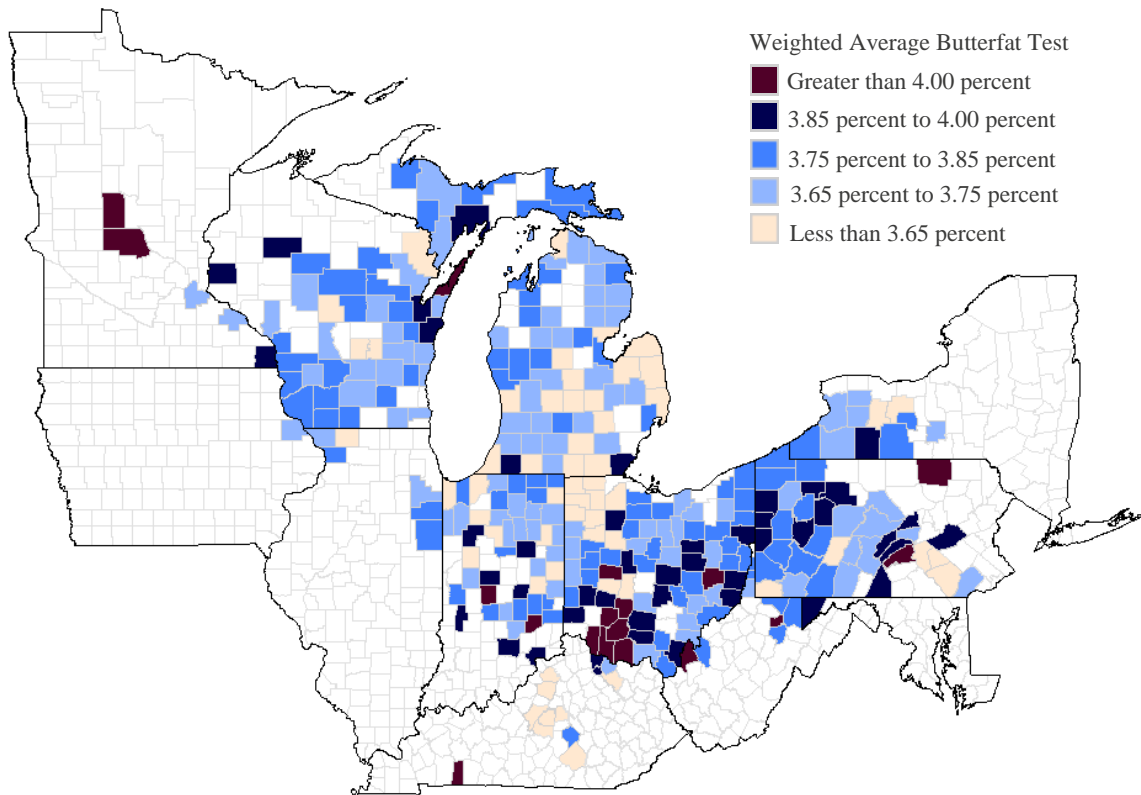 Weighted Average Butterfat Test
Greater than 4.00 percent
3.85 percent to 4.00 percent
3.75 percent to 3.85 percent
3.65 percent to 3.75 percent
Less than 3.65 percent